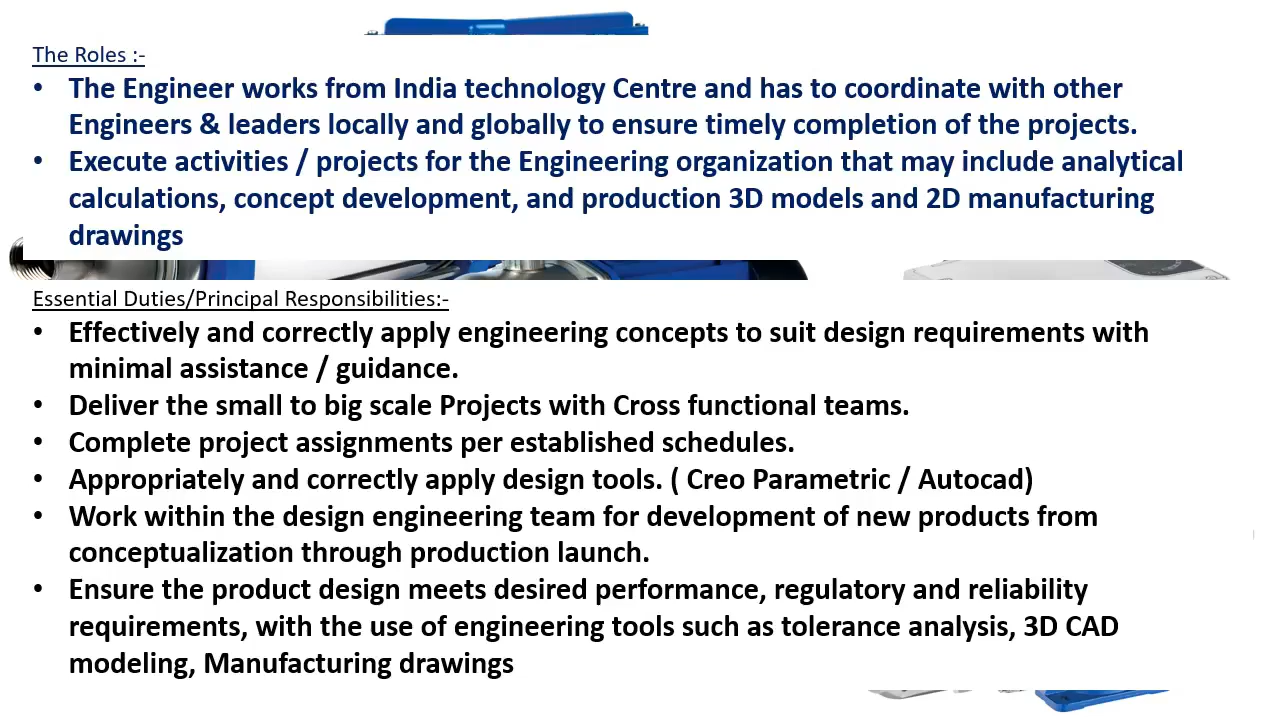 The Roles :-
• The Engineer works from India technology Centre and has to coordinate with other
Engineers & leaders locally and globally to ensure timely completion of the projects.
• Execute activities / projects for the Engineering organization that may include analytical
calculations, concept development, and production 3D models and 2D manufacturing
drawings
Essential Duties/Principal Responsibilities:-
• Effectively and correctly apply engineering concepts to suit design requirements with
minimal assistance / guidance.
• Deliver the small to big scale Projects with Cross functional teams.
• Complete project assignments per established schedules.
• Appropriately and correctly apply design tools. ( Creo Parametric / Autocad)
• Work within the design engineering team for development of new products from
conceptualization through production launch.
• Ensure the product design meets desired performance, regulatory and reliability
requirements, with the use of engineering tools such as tolerance analysis, 3D CAD
modeling, Manufacturing drawings